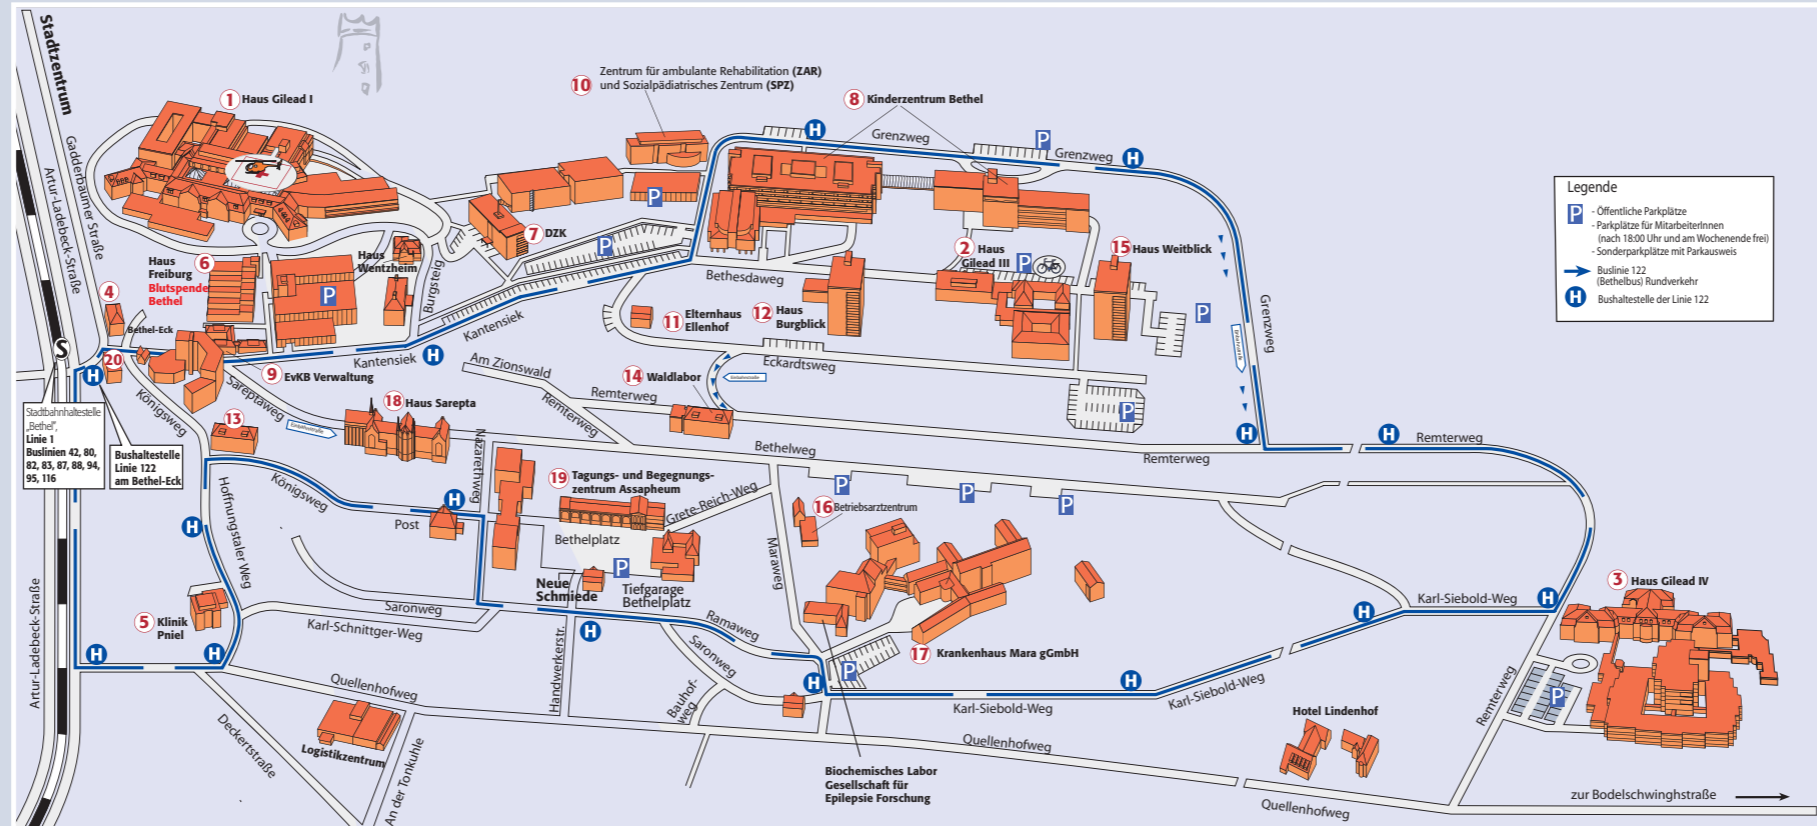 Stadtzentrum
Gadderbaumer Straße
Artur-Ladebeck-Straße
1 Haus Gilead I
10 Zentrum für ambulante Rehabilitation (ZAR)
und Sozialpädiatrisches Zentrum (SPZ)
8 Kinderzentrum Bethel
H
Grenzweg
P
Grenzweg
H
Legende
P - Öffentliche Parkplätze
- Parkplätze für MitarbeiterInnen
(nach 18:00 Uhr und am Wochenende frei)
- Sonderparkplätze mit Parkausweis
Buslinie 122
(Bethelbus) Rundverkehr
H Bushaltestelle der Linie 122
P
7 DZK
P
Haus
Wentzheim
Burgsteig
6
Haus
Freiburg
Blutspende
Bethel
P
4
Bethel-Eck
2 Haus
Gilead III
P
15 Haus Weitblick
P
Bethesdaweg
Grenzweg
11 Elternhaus
Ellenhof
12 Haus
Burgblick
Kantensiek
Kantensiek
H
S
20
H
9 EvKB Verwaltung
Eckardtsweg
Am Zionswald
14 Waldlabor
Remterweg
Remterweg
P
Königsweg
Sareptaweg
Einbahnstraße
18 Haus Sarepta
13
Stadtbahnhaltestelle
„Bethel",
Linie 1
Buslinien 42, 80,
82, 83, 87, 88, 94,
95, 116
Bushaltestelle
Linie 122
am Bethel-Eck
Nazarethweg
Bethelweg
H
H
Remterweg
Remterweg
19 Tagungs- und Begegnungs-
zentrum Assapheum
Grete-Reich-Weg
P
P
P
Königsweg
H
Post
16 Betriebsarztzentrum
Hoffnungstaler Weg
H
Bethelplatz
P
Maraweg
Neue
Schmiede
Tiefgarage
Bethelplatz
Artur-Ladebeck-Straße
5 Klinik
Pniel
Saronweg
Karl-Schnittger-Weg
H
Handwerkerstr.
Ramaweg
Saronweg
17 Krankenhaus Mara gGmbH
P
H
Karl-Siebold-Weg
H
3 Haus Gilead IV
H
H
Quellenhofweg
Bauhof-
weg
H
Karl-Siebold-Weg
H
Karl-Siebold-Weg
Remterweg
P
Deckertstraße
Logistikzentrum
An der Tonkuhle
Quellenhofweg
Hotel Lindenhof
Biochemisches Labor
Gesellschaft für
Epilepsie Forschung
Quellenhofweg
zur Bodelschwinghstraße